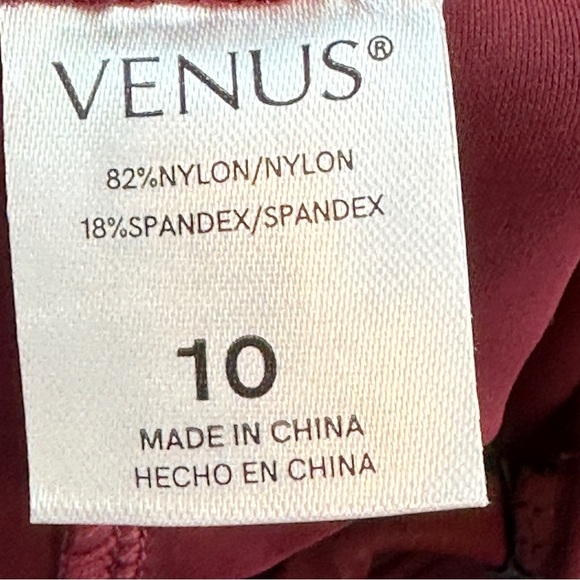 VENUS®
82%NYLON/NYLON
18%SPANDEX/SPANDEX
10
MADE IN CHINA
HECHO EN CHINA